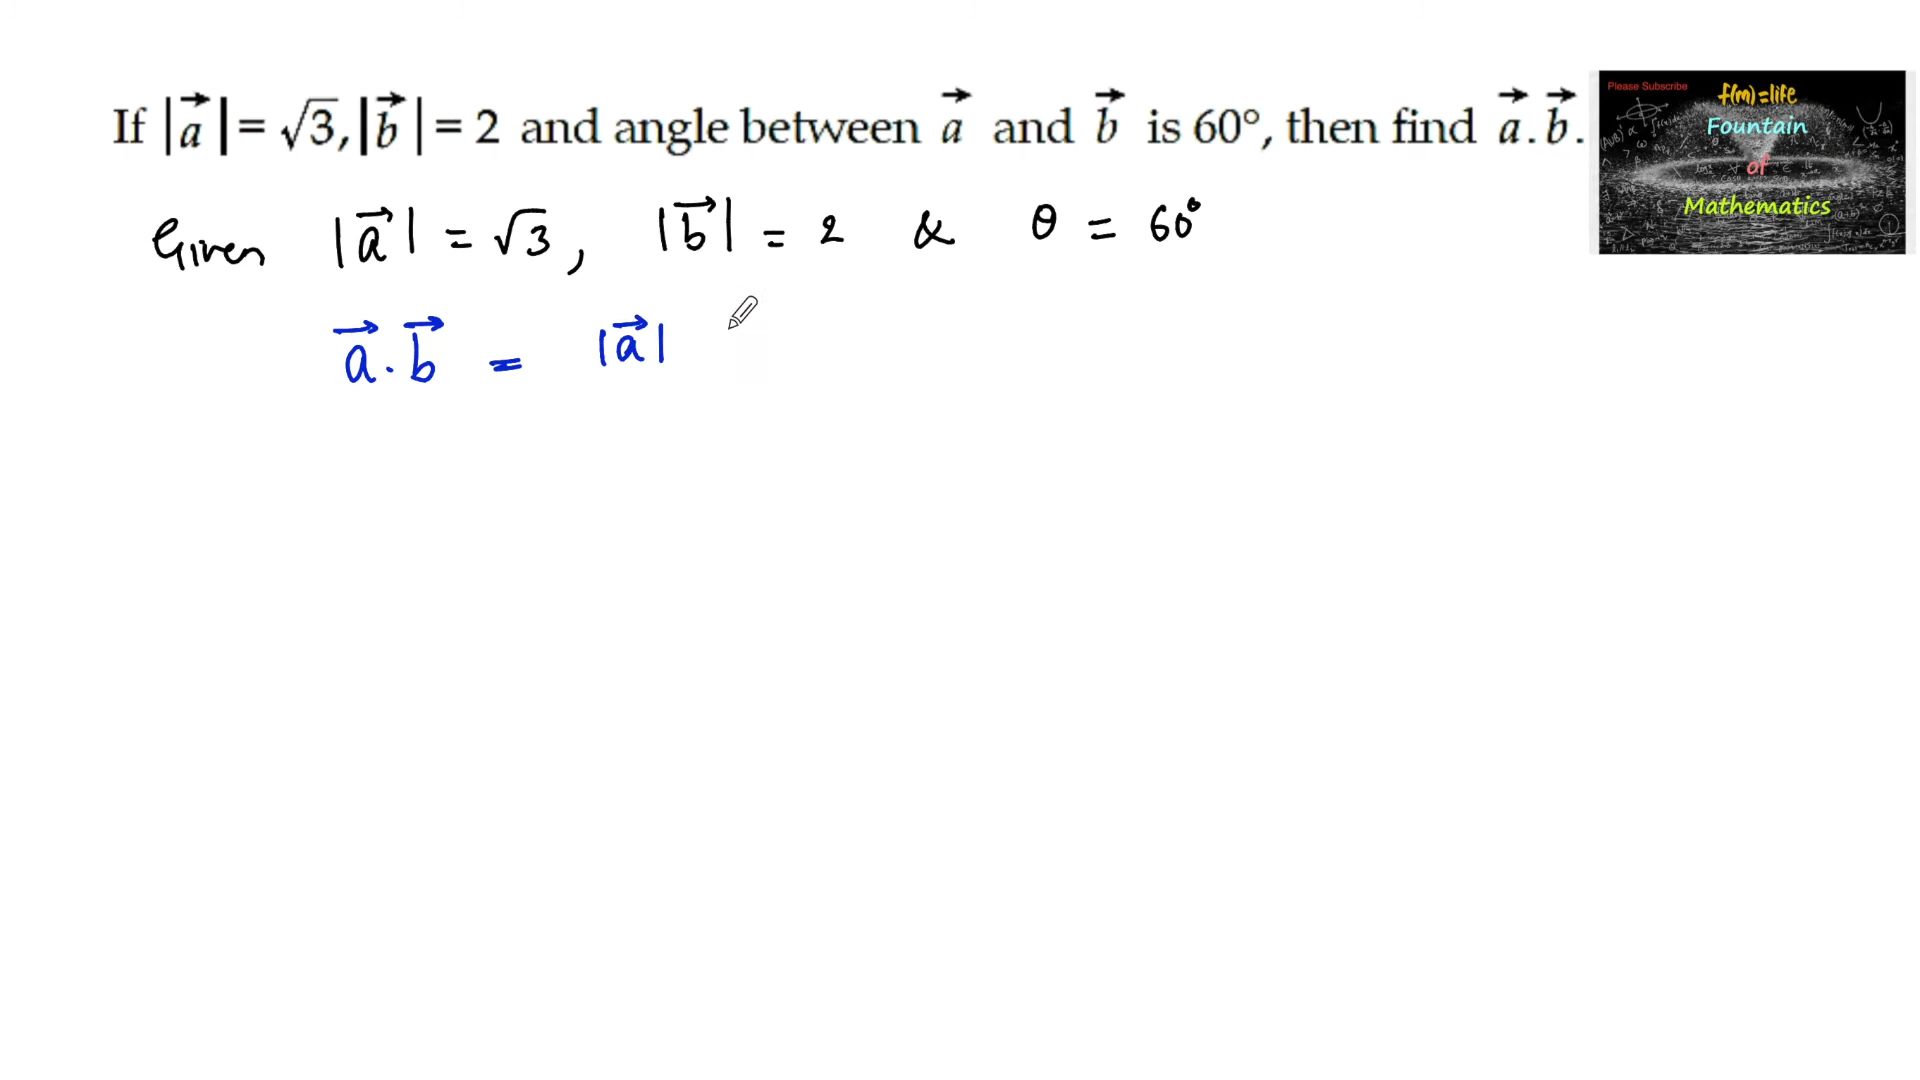 If |a⃗| = √3, |b⃗| = 2 and angle between a⃗ and b⃗ is 60°, then find a⃗.b⃗.
Please Subscribe
f(m)=life
Fountain
of
Mathematics
Given |a⃗| = √3, |b⃗| = 2 & θ = 60°
a⃗.b⃗ = |a⃗|